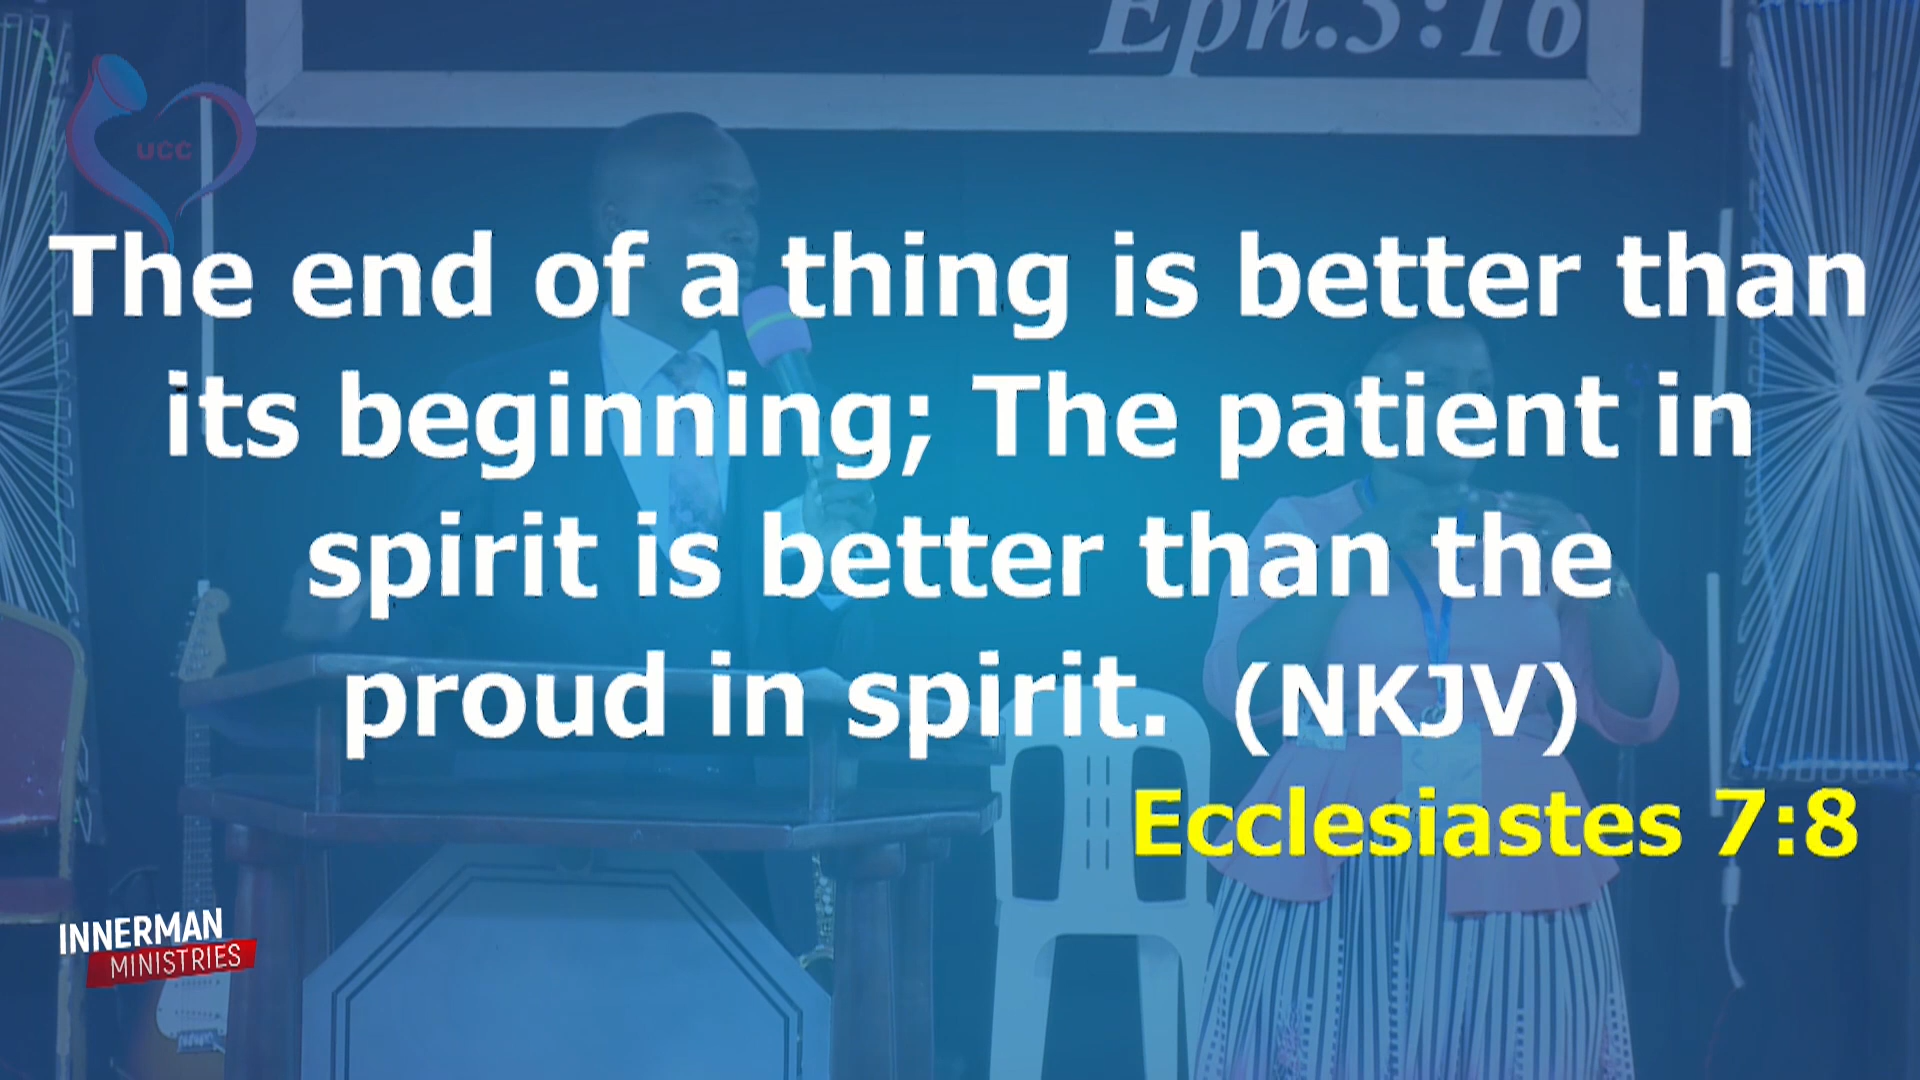 Eph.5:16
UCC
The end of a thing is better than
its beginning; The patient in
spirit is better than the
proud in spirit. (NKJV)
Ecclesiastes 7:8
INNERMAN
MINISTRIES